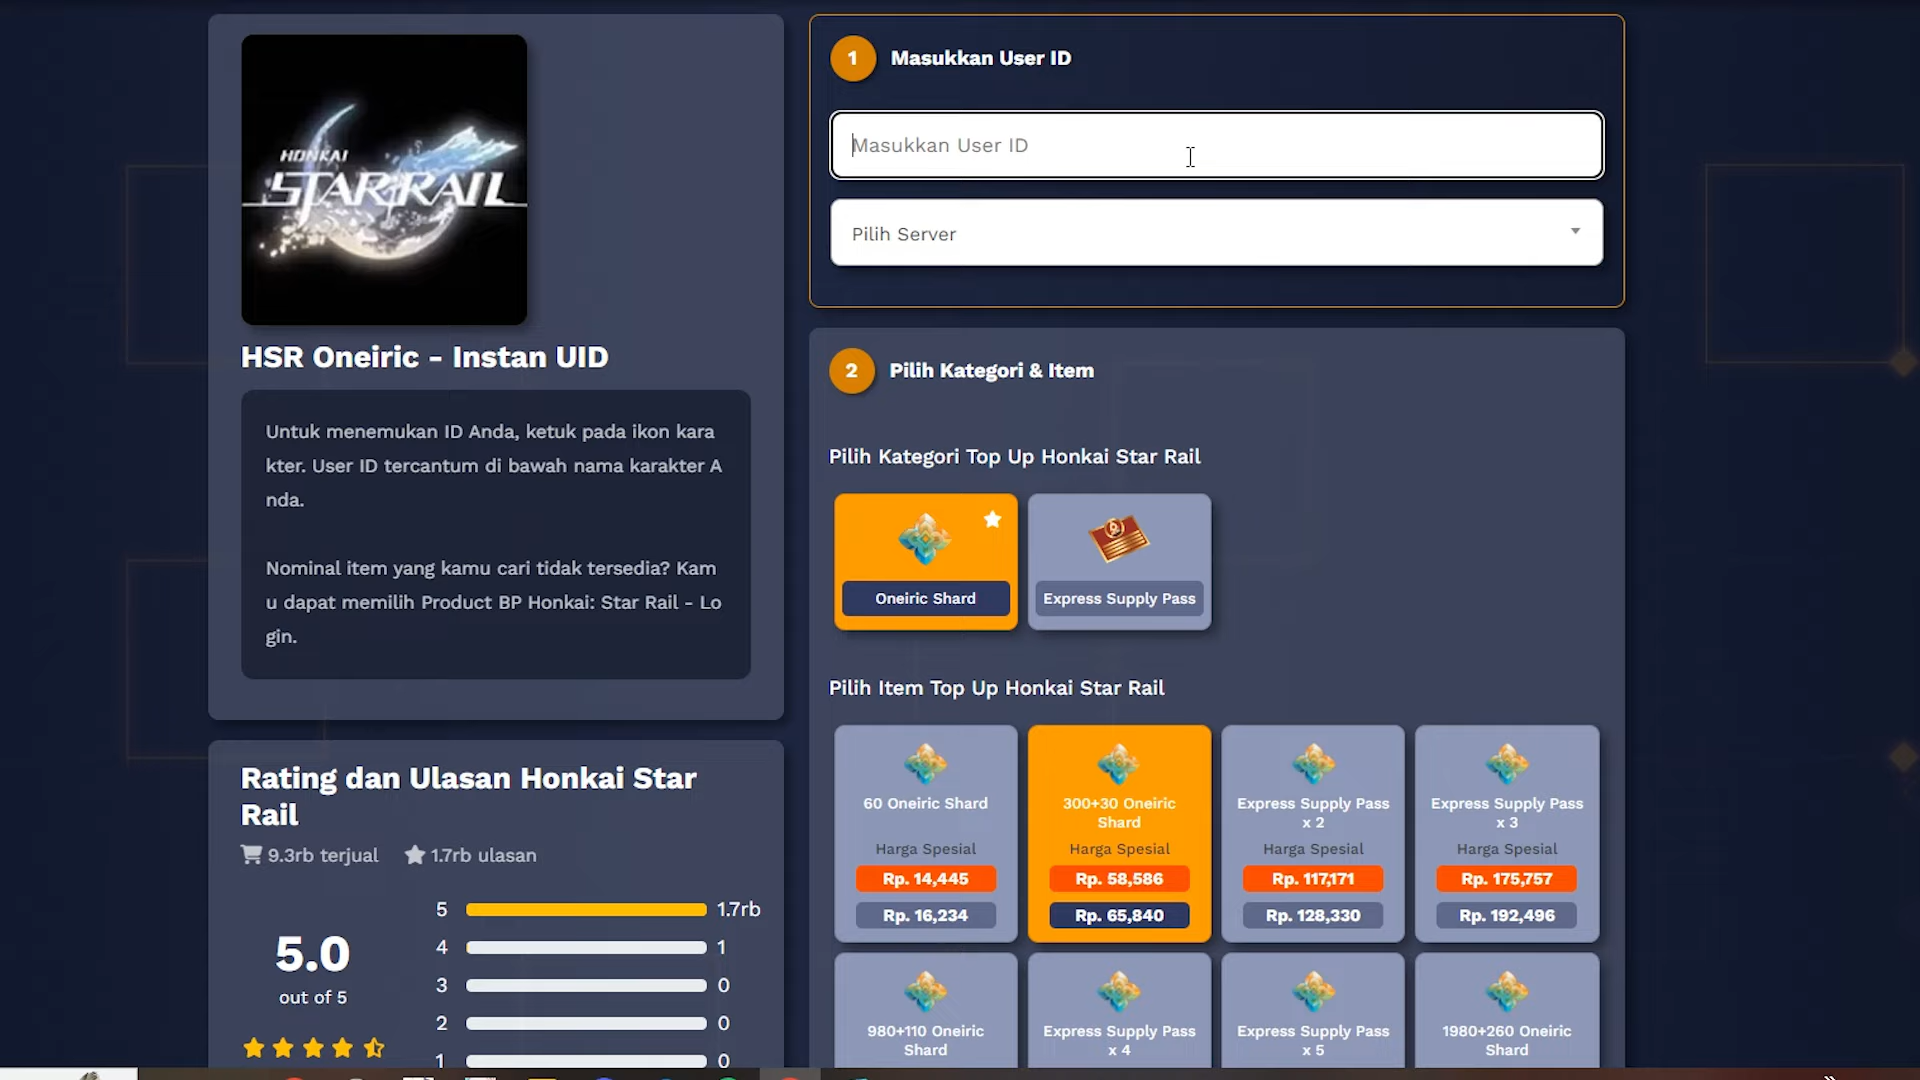 HONKAI
STAR RAIL
HSR Oneiric - Instan UID
Untuk menemukan ID Anda, ketuk pada ikon kara
kter. User ID tercantum di bawah nama karakter A
nda.
Nominal item yang kamu cari tidak tersedia? Kam
u dapat memilih Product BP Honkai: Star Rail - Lo
gin.
Rating dan Ulasan Honkai Star
Rail
9.3rb terjual
1.7rb ulasan
5.0
out of 5
5 1.7rb
4 1
3 0
2 0
1 0
1
Masukkan User ID
Masukkan User ID
Pilih Server
2
Pilih Kategori & Item
Pilih Kategori Top Up Honkai Star Rail
Oneiric Shard
Express Supply Pass
Pilih Item Top Up Honkai Star Rail
60 Oneiric Shard
Harga Spesial
Rp. 14,445
Rp. 16,234
300+30 Oneiric
Shard
Harga Spesial
Rp. 58,586
Rp. 65,840
Express Supply Pass
x 2
Harga Spesial
Rp. 117,171
Rp. 128,330
Express Supply Pass
x 3
Harga Spesial
Rp. 175,757
Rp. 192,496
980+110 Oneiric
Shard
Express Supply Pass
x 4
Express Supply Pass
x 5
1980+260 Oneiric
Shard